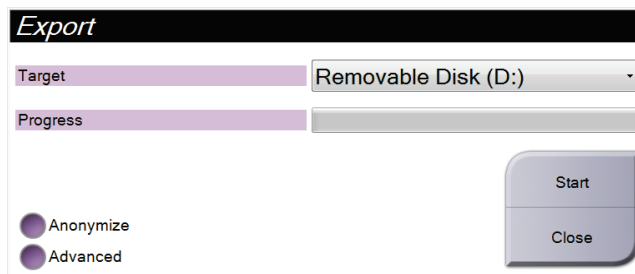 Export
Target
Removable Disk (D:)
Progress
Start
Anonymize
Close
Advanced